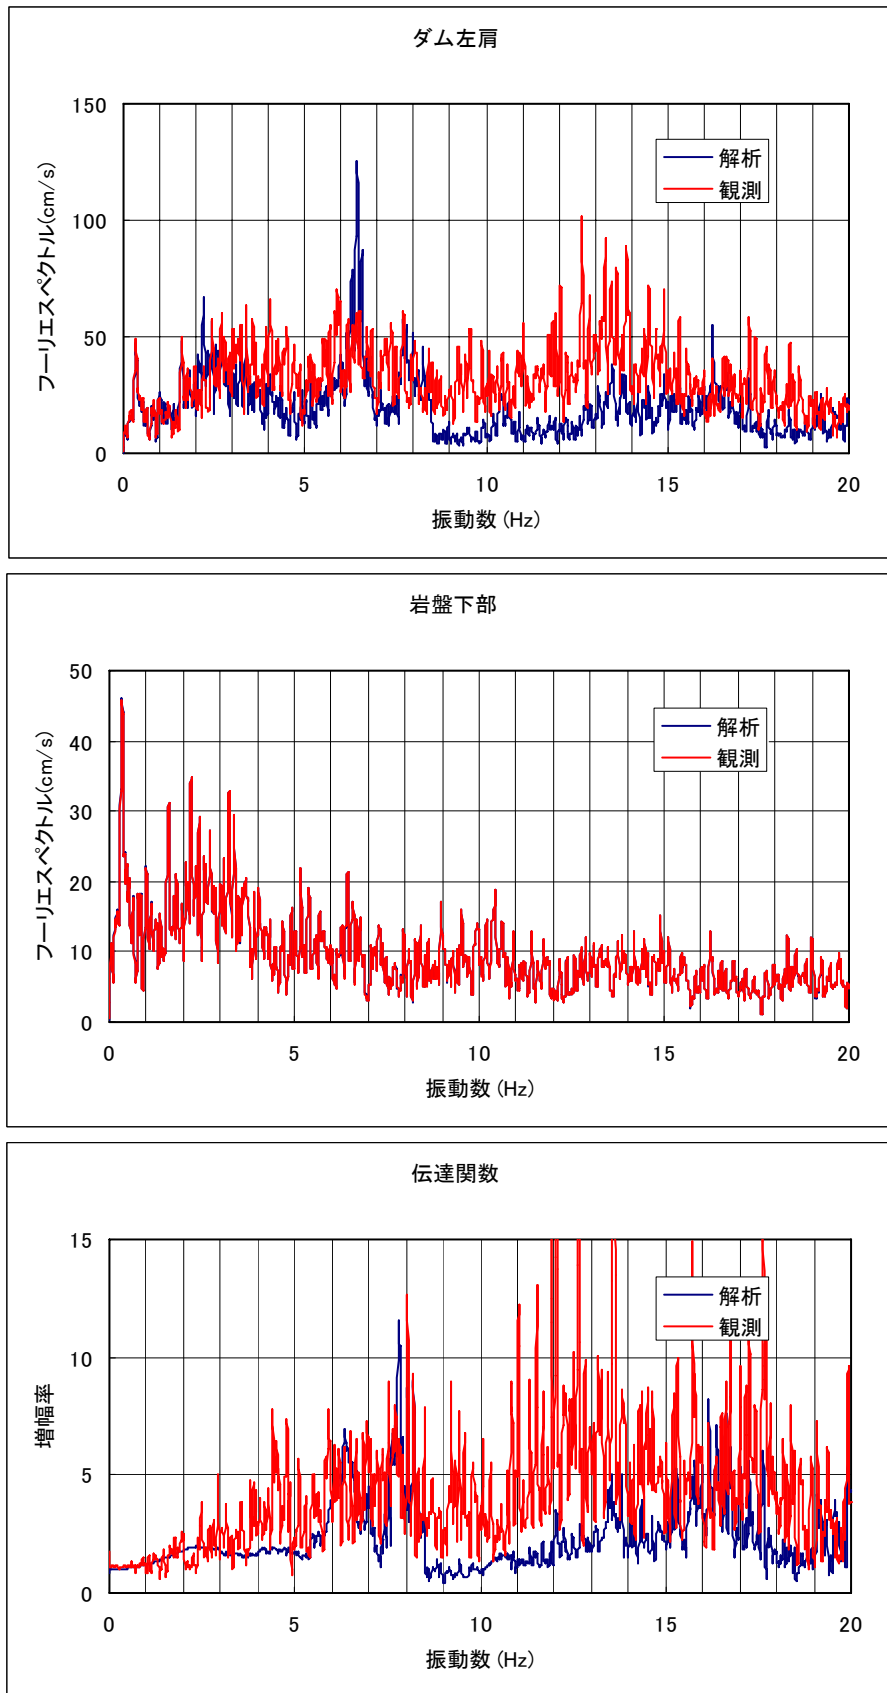 ダム左肩
150
100
50
0
フーリエスペクトル(cm/s)
解析
観測
0 5 10 15 20
振動数 (Hz)
岩盤下部
50
40
30
20
10
0
フーリエスペクトル(cm/s)
解析
観測
0 5 10 15 20
振動数 (Hz)
伝達関数
15
10
5
0
増幅率
解析
観測
0 5 10 15 20
振動数 (Hz)